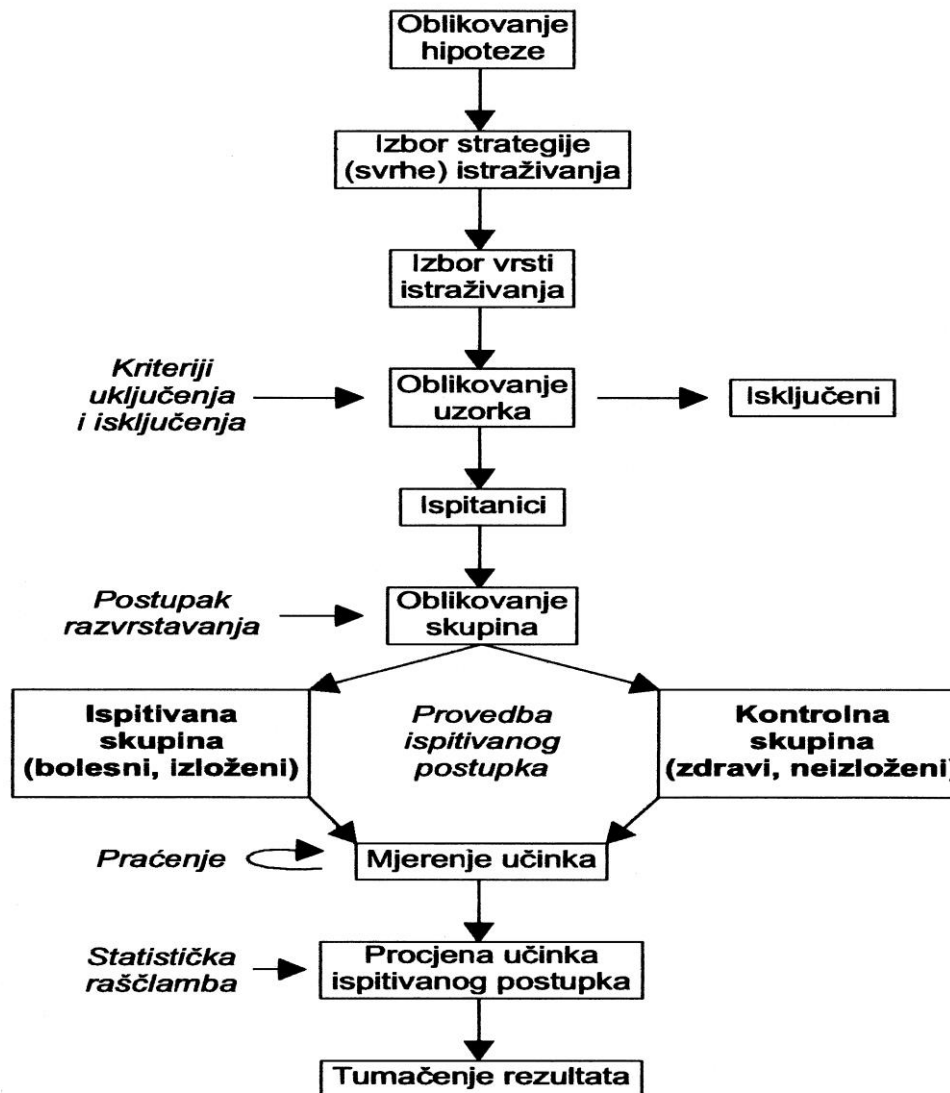 Oblikovanje
hipoteze
Izbor strategije
(svrhe) istraživanja
Izbor vrsti
istraživanja
Kriteriji
uključenja
i isključenja
Oblikovanje
uzorka
Isključeni
Ispitanici
Postupak
razvrstavanja
Oblikovanje
skupina
Ispitivana
skupina
(bolesni, izloženi)
Provedba
ispitivanog
postupka
Kontrolna
skupina
(zdravi, neizloženi)
Praćenje
Mjerenje učinka
Statistička
raščlamba
Procjena učinka
ispitivanog postupka
Tumačenje rezultata